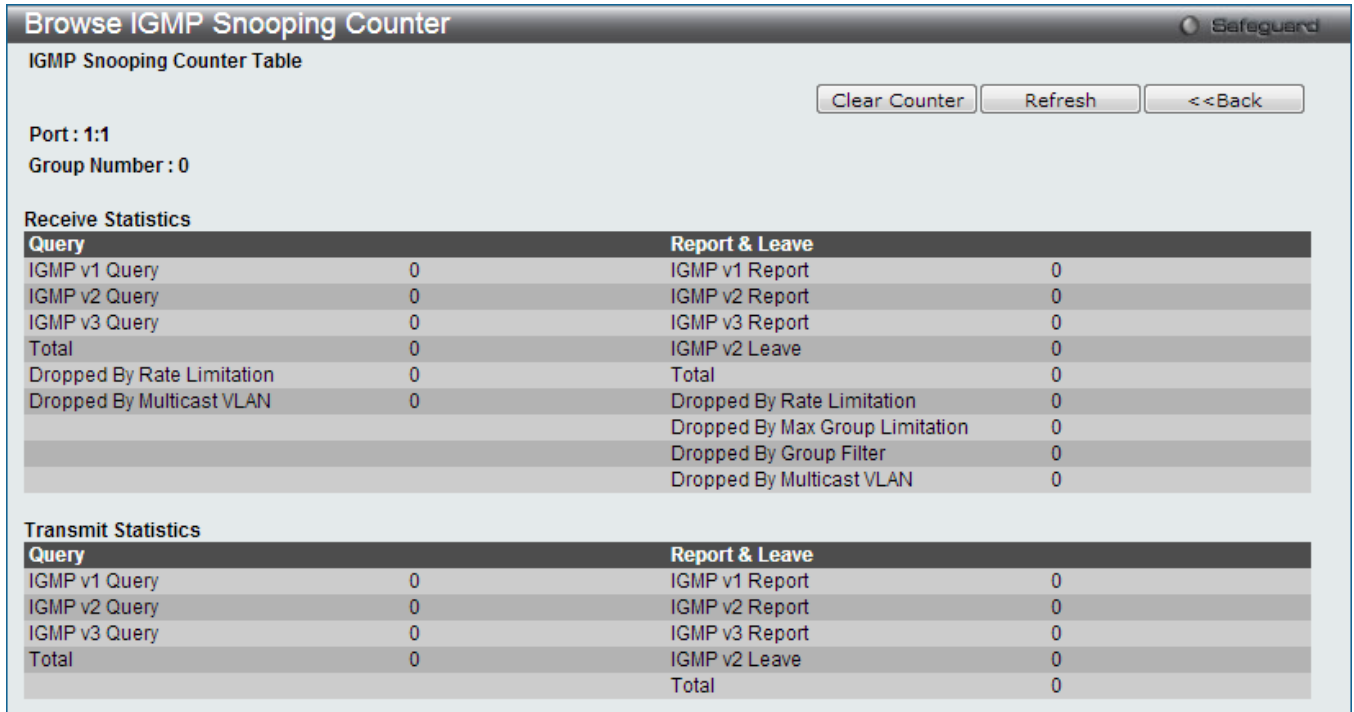 Browse IGMP Snooping Counter
Safeguard
IGMP Snooping Counter Table
Clear Counter Refresh <<Back
Port : 1:1
Group Number : 0
Receive Statistics
Query Report & Leave
IGMP v1 Query 0 IGMP v1 Report 0
IGMP v2 Query 0 IGMP v2 Report 0
IGMP v3 Query 0 IGMP v3 Report 0
Total 0 IGMP v2 Leave 0
Dropped By Rate Limitation 0 Total 0
Dropped By Multicast VLAN 0 Dropped By Rate Limitation 0
Dropped By Max Group Limitation 0
Dropped By Group Filter 0
Dropped By Multicast VLAN 0
Transmit Statistics
Query Report & Leave
IGMP v1 Query 0 IGMP v1 Report 0
IGMP v2 Query 0 IGMP v2 Report 0
IGMP v3 Query 0 IGMP v3 Report 0
Total 0 IGMP v2 Leave 0
Total 0